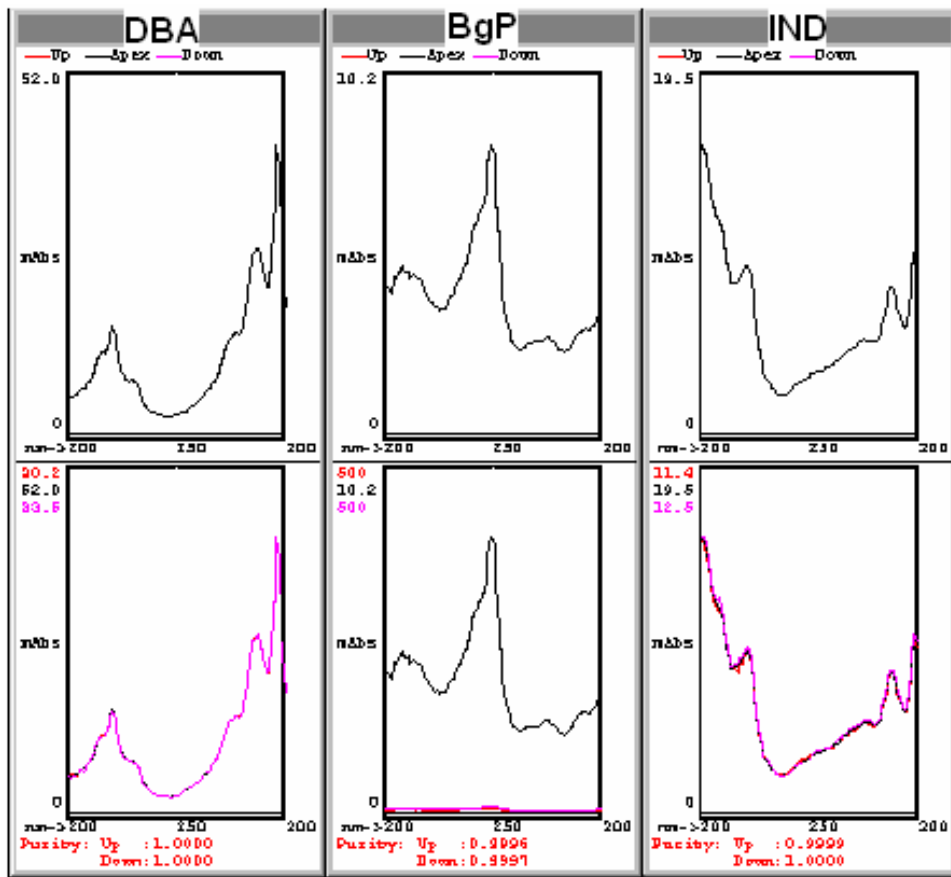 DBA
Up Apex Down
52.0
mAbs
0
nm->200 250 200
30.2
52.0
33.5
mAbs
0
nm->200 250 200
Purity: Up :1.0000
Down:1.0000
BgP
Up Apex Down
10.2
mAbs
0
nm->200 250 200
500
10.2
500
mAbs
0
nm->200 250 200
Purity: Up :0.9996
Down:0.9997
IND
Up Apex Down
19.5
mAbs
0
nm->200 250 200
11.4
19.5
12.5
mAbs
0
nm->200 250 200
Purity: Up :0.9999
Down:1.0000